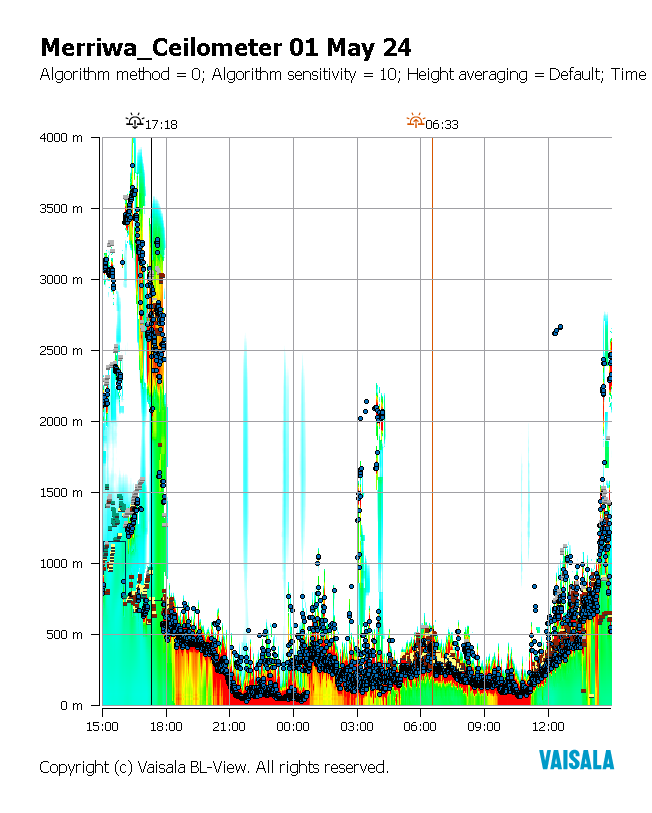 Merriwa_Ceilometer 01 May 24
Algorithm method = 0; Algorithm sensitivity = 10; Height averaging = Default; Time
17:18
06:33
4000 m
3500 m
3000 m
2500 m
2000 m
1500 m
1000 m
500 m
0 m
15:00 18:00 21:00 00:00 03:00 06:00 09:00 12:00
VAISALA
Copyright (c) Vaisala BL-View. All rights reserved.